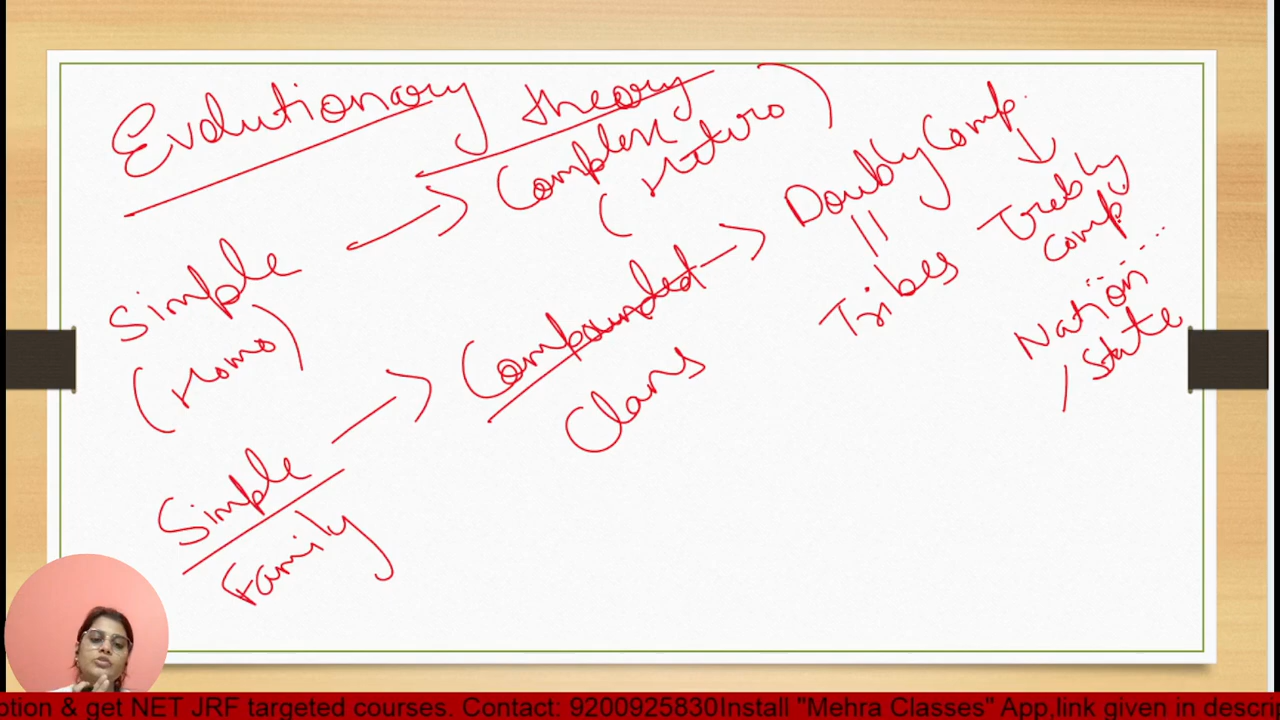 Evolutionary theory
Simple → Complex
(Homo) (Hetero)
Simple → Compounded → Doubly Comp. → Trebly Comp.
Family Clans Tribes Nation / State
otion & get NET JRF targeted courses. Contact: 9200925830Install "Mehra Classes" App,link given in descri